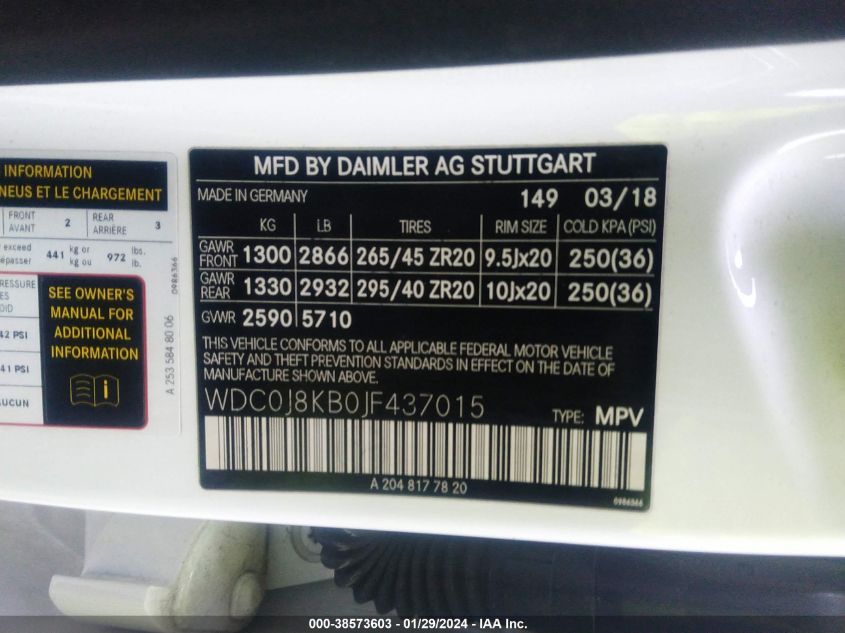 INFORMATION
NEUS ET LE CHARGEMENT
FRONT AVANT 2 REAR ARRIÈRE 3
exceed 441 kg or kg ou 972 lbs. lb.
0986366
PRESSURE
SEE OWNER'S
MANUAL FOR
ADDITIONAL
INFORMATION
42 PSI
41 PSI
AUCUN
A 253 584 80 06
MFD BY DAIMLER AG STUTTGART
MADE IN GERMANY 149 03/18
KG LB TIRES RIM SIZE COLD KPA (PSI)
GAWR FRONT 1300 2866 265/45 ZR20 9.5Jx20 250(36)
GAWR REAR 1330 2932 295/40 ZR20 10Jx20 250(36)
GVWR 2590 5710
THIS VEHICLE CONFORMS TO ALL APPLICABLE FEDERAL MOTOR VEHICLE
SAFETY AND THEFT PREVENTION STANDARDS IN EFFECT ON THE DATE OF
MANUFACTURE SHOWN ABOVE.
WDC0J8KB0JF437015 TYPE: MPV
A 204 817 78 20
0986366
000-38573603 - 01/29/2024 - IAA Inc.